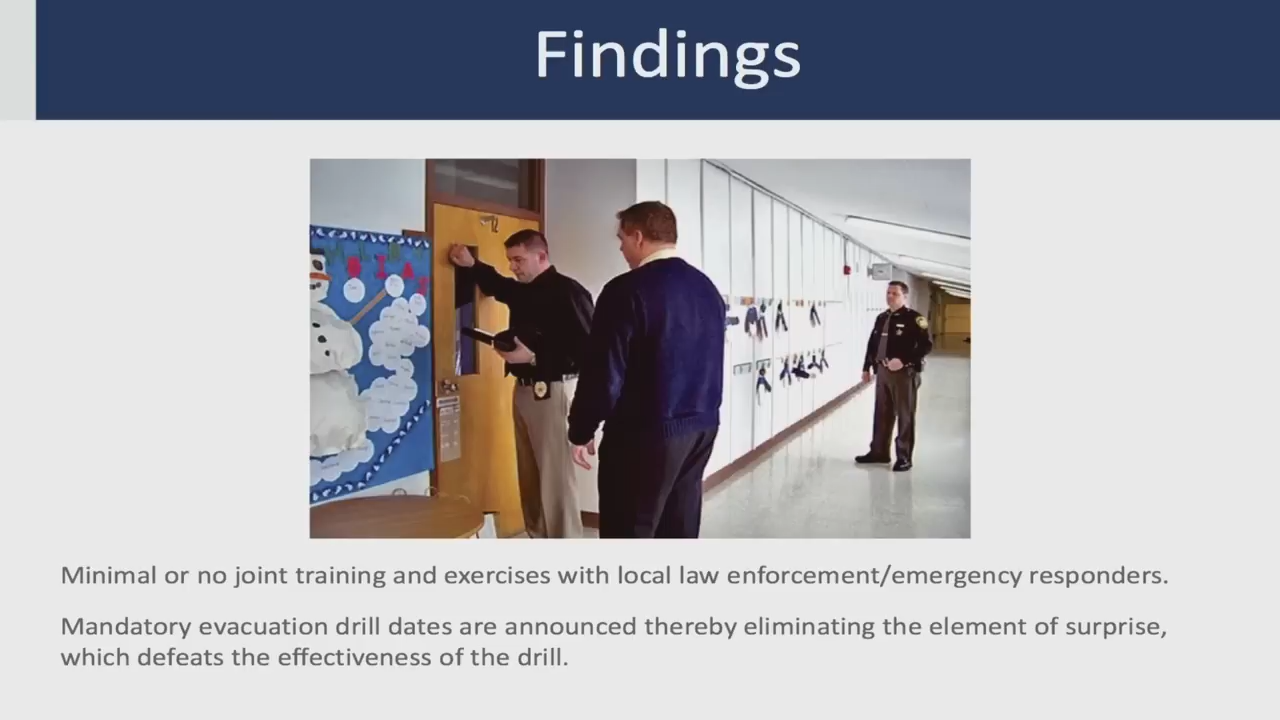 Findings
12
Minimal or no joint training and exercises with local law enforcement/emergency responders.
Mandatory evacuation drill dates are announced thereby eliminating the element of surprise,
which defeats the effectiveness of the drill.